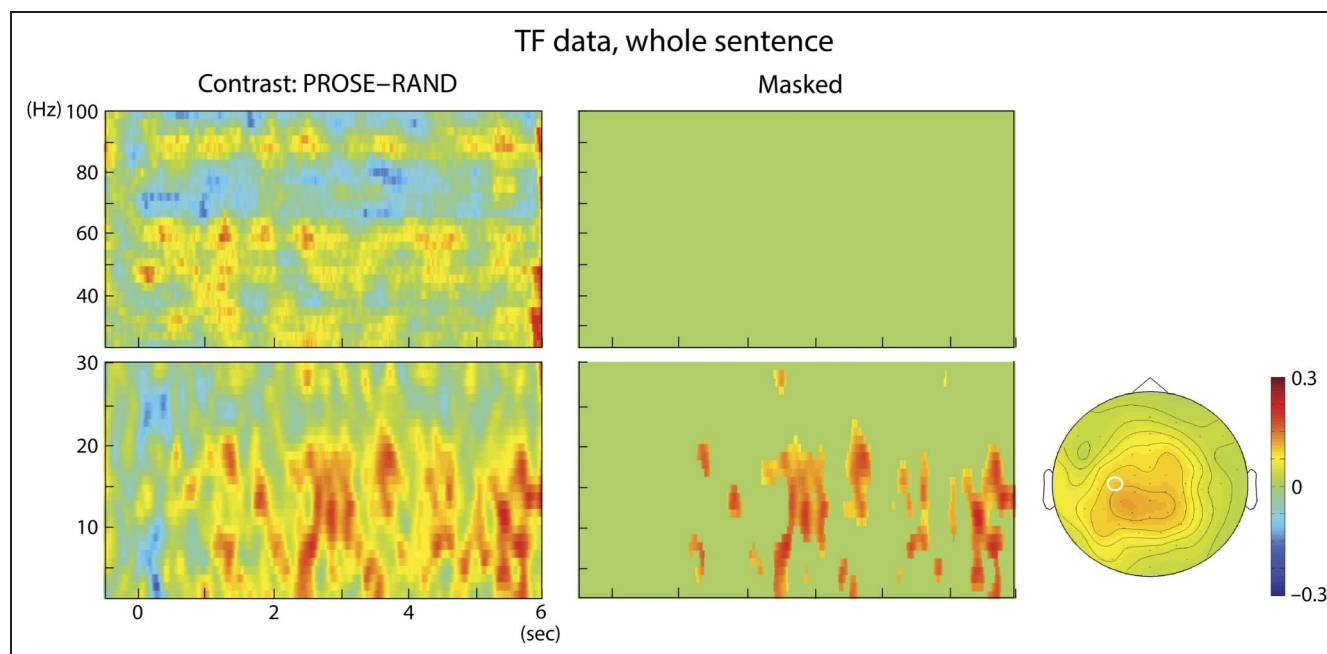 TF data, whole sentence
Contrast: PROSE–RAND
Masked
(Hz) 100
80
60
40
30
20
10
0 2 4 6
(sec)
0.3
0
–0.3